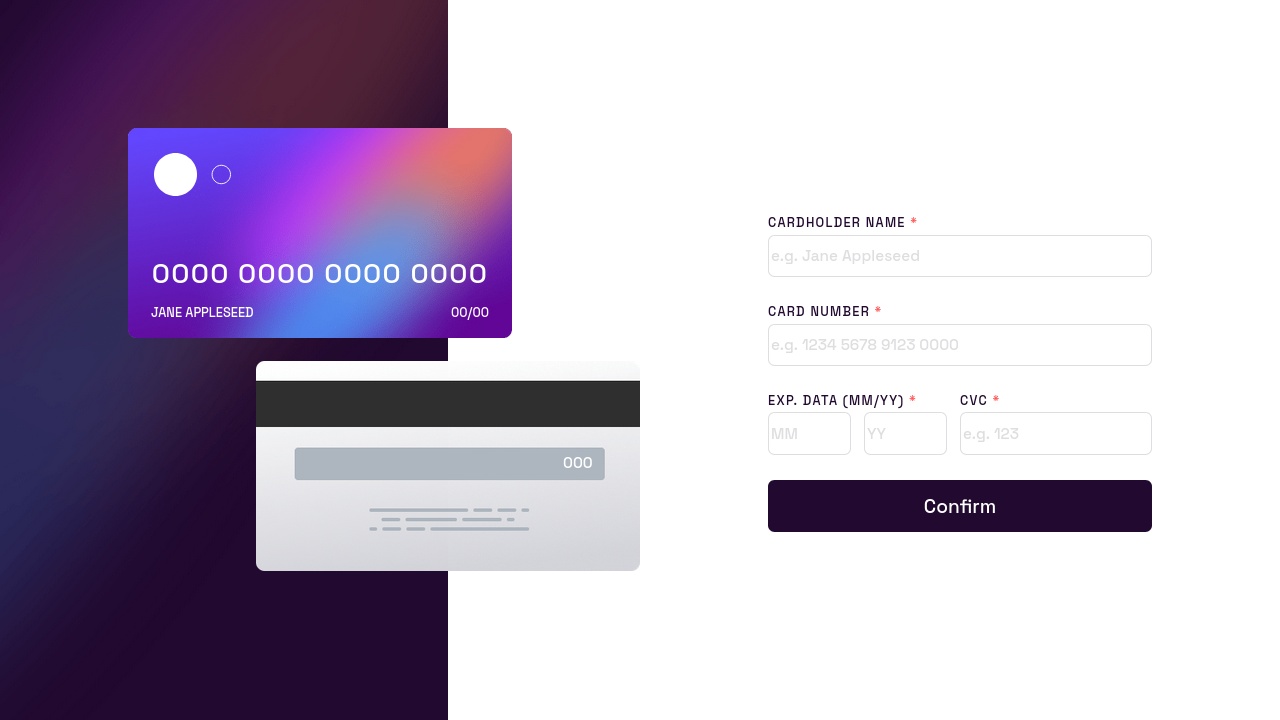 0000 0000 0000 0000
JANE APPLESEED 00/00
000
CARDHOLDER NAME *
e.g. Jane Appleseed
CARD NUMBER *
e.g. 1234 5678 9123 0000
EXP. DATA (MM/YY) * CVC *
MM YY e.g. 123
Confirm